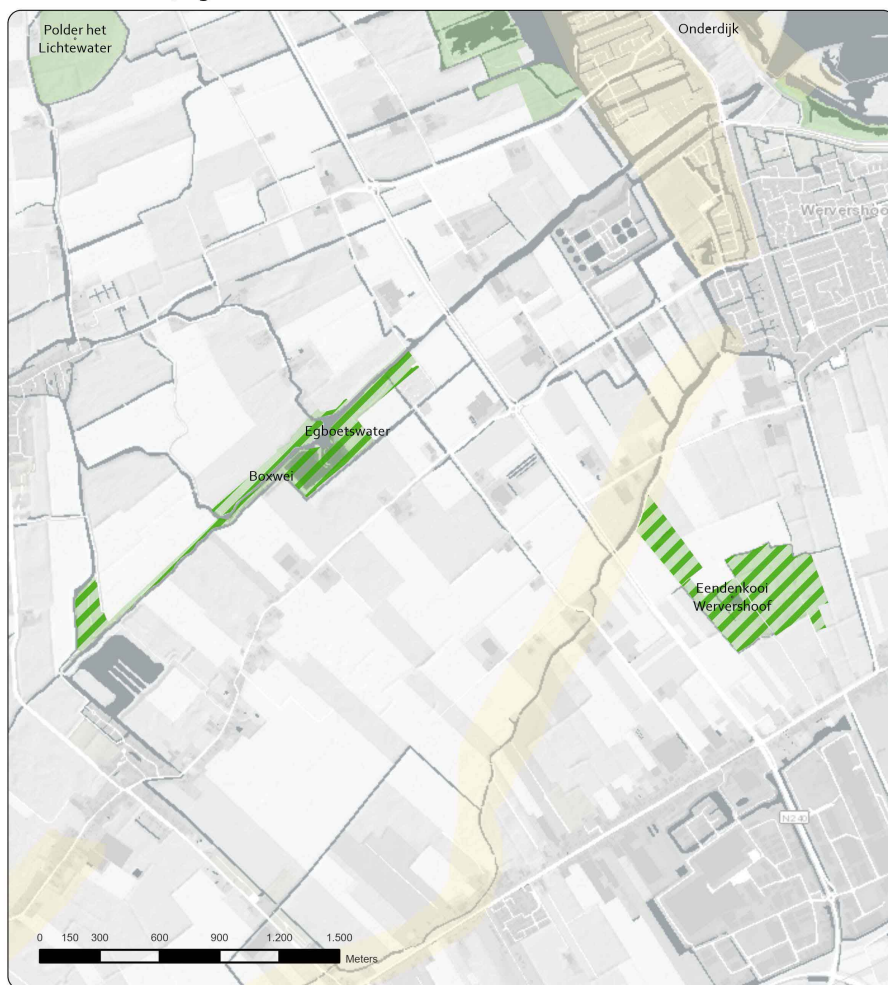 Polder het
Lichtewater
Onderdijk
Egboetswater
Boxwei
Eendenkooi
Wervershoof
N240
0 150 300 600 900 1.200 1.500
Meters